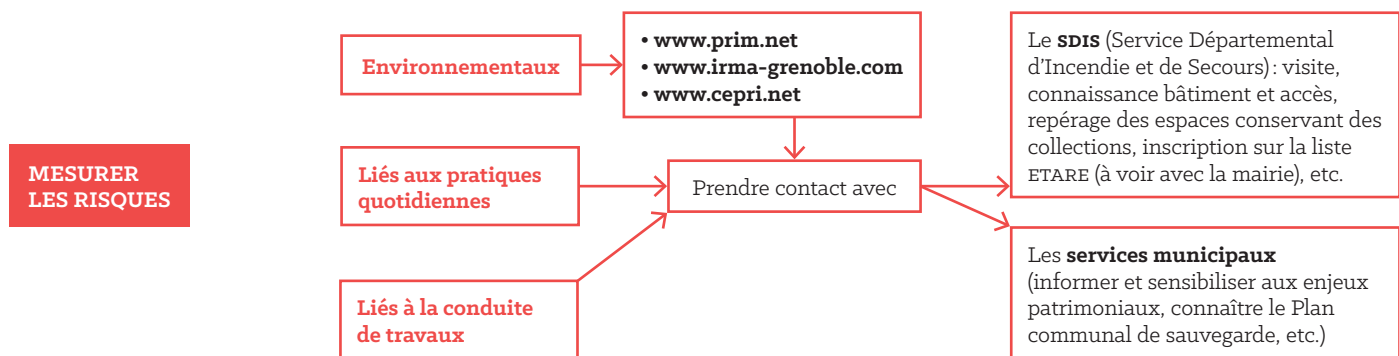 MESURER
LES RISQUES
Environnementaux
• www.prim.net
• www.irma-grenoble.com
• www.cepri.net
Liés aux pratiques
quotidiennes
Liés à la conduite
de travaux
Prendre contact avec
Le SDIS (Service Départemental
d'Incendie et de Secours) : visite,
connaissance bâtiment et accès,
repérage des espaces conservant des
collections, inscription sur la liste
ETARE (à voir avec la mairie), etc.
Les services municipaux
(informer et sensibiliser aux enjeux
patrimoniaux, connaître le Plan
communal de sauvegarde, etc.)